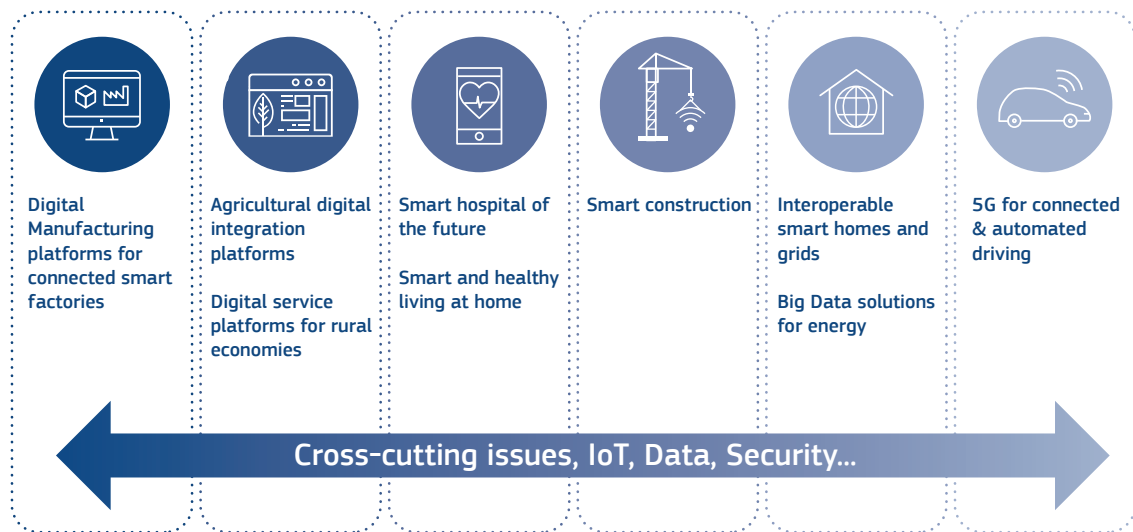 Digital
Manufacturing
platforms for
connected smart
factories
Agricultural digital
integration
platforms
Digital service
platforms for rural
economies
Smart hospital of
the future
Smart and healthy
living at home
Smart construction
Interoperable
smart homes and
grids
Big Data solutions
for energy
5G for connected
& automated
driving
Cross-cutting issues, IoT, Data, Security...